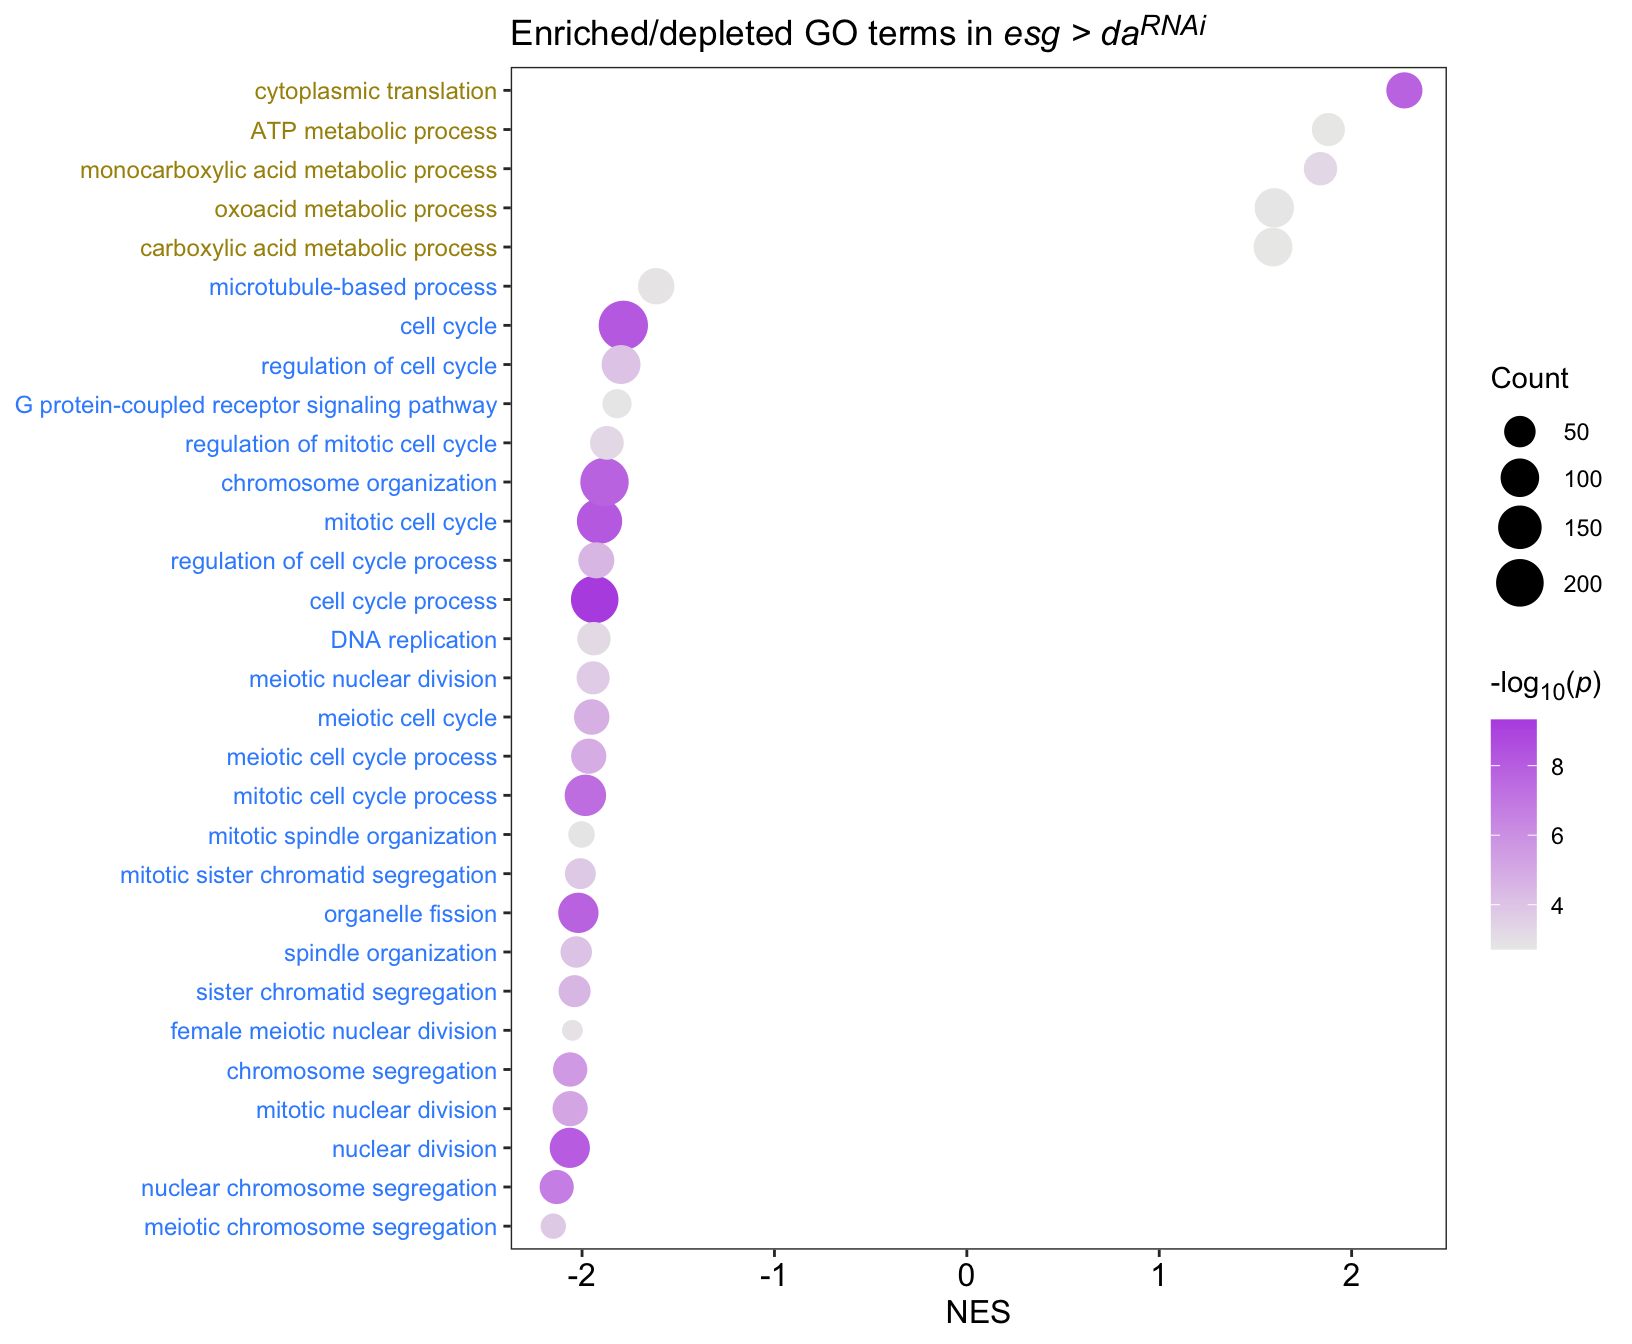 Enriched/depleted GO terms in esg > da^RNAi
cytoplasmic translation
ATP metabolic process
monocarboxylic acid metabolic process
oxoacid metabolic process
carboxylic acid metabolic process
microtubule-based process
cell cycle
regulation of cell cycle
G protein-coupled receptor signaling pathway
regulation of mitotic cell cycle
chromosome organization
mitotic cell cycle
regulation of cell cycle process
cell cycle process
DNA replication
meiotic nuclear division
meiotic cell cycle
meiotic cell cycle process
mitotic cell cycle process
mitotic spindle organization
mitotic sister chromatid segregation
organelle fission
spindle organization
sister chromatid segregation
female meiotic nuclear division
chromosome segregation
mitotic nuclear division
nuclear division
nuclear chromosome segregation
meiotic chromosome segregation
-2 -1 0 1 2
NES
Count
50
100
150
200
-log₁₀(p)
8
6
4